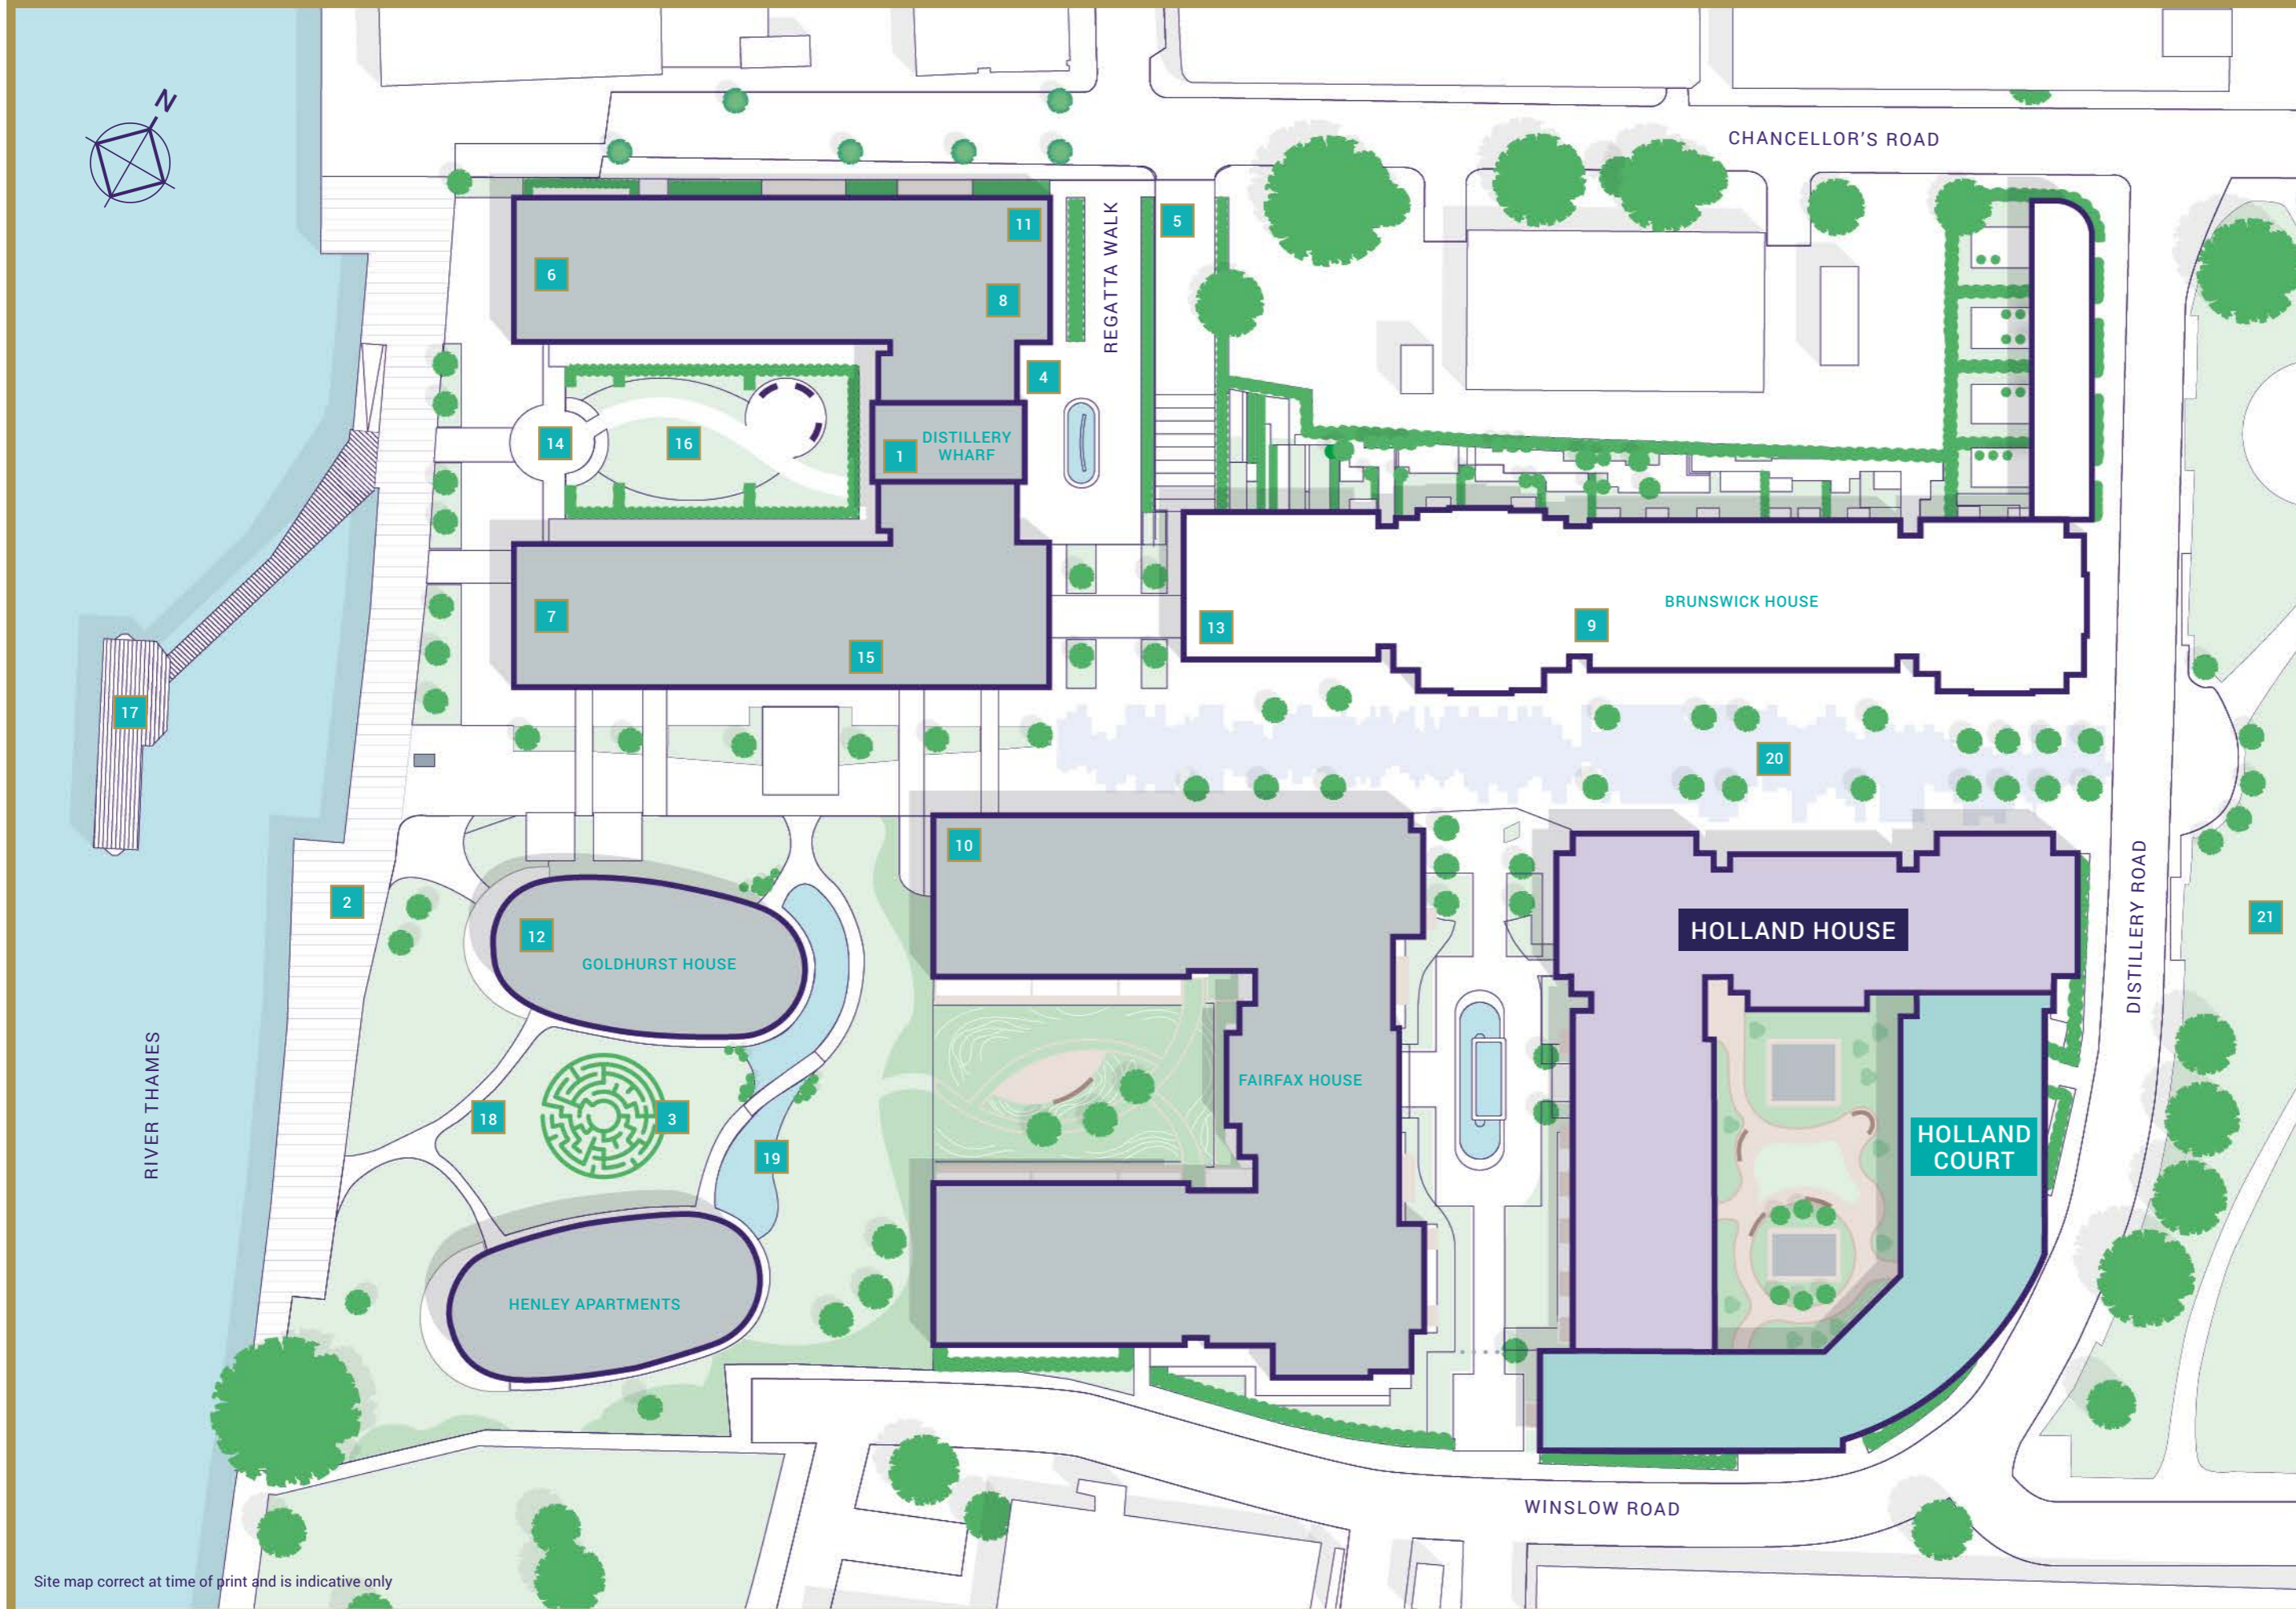 N
CHANCELLOR'S ROAD
11
REGATTA WALK
5
6
8
4
14
16
1
DISTILLERY
WHARF
7
15
13
9
BRUNSWICK HOUSE
17
20
10
2
12
GOLDHURST HOUSE
HOLLAND HOUSE
DISTILLERY ROAD
21
RIVER THAMES
18
3
19
FAIRFAX HOUSE
HOLLAND
COURT
HENLEY APARTMENTS
WINSLOW ROAD
Site map correct at time of print and is indicative only